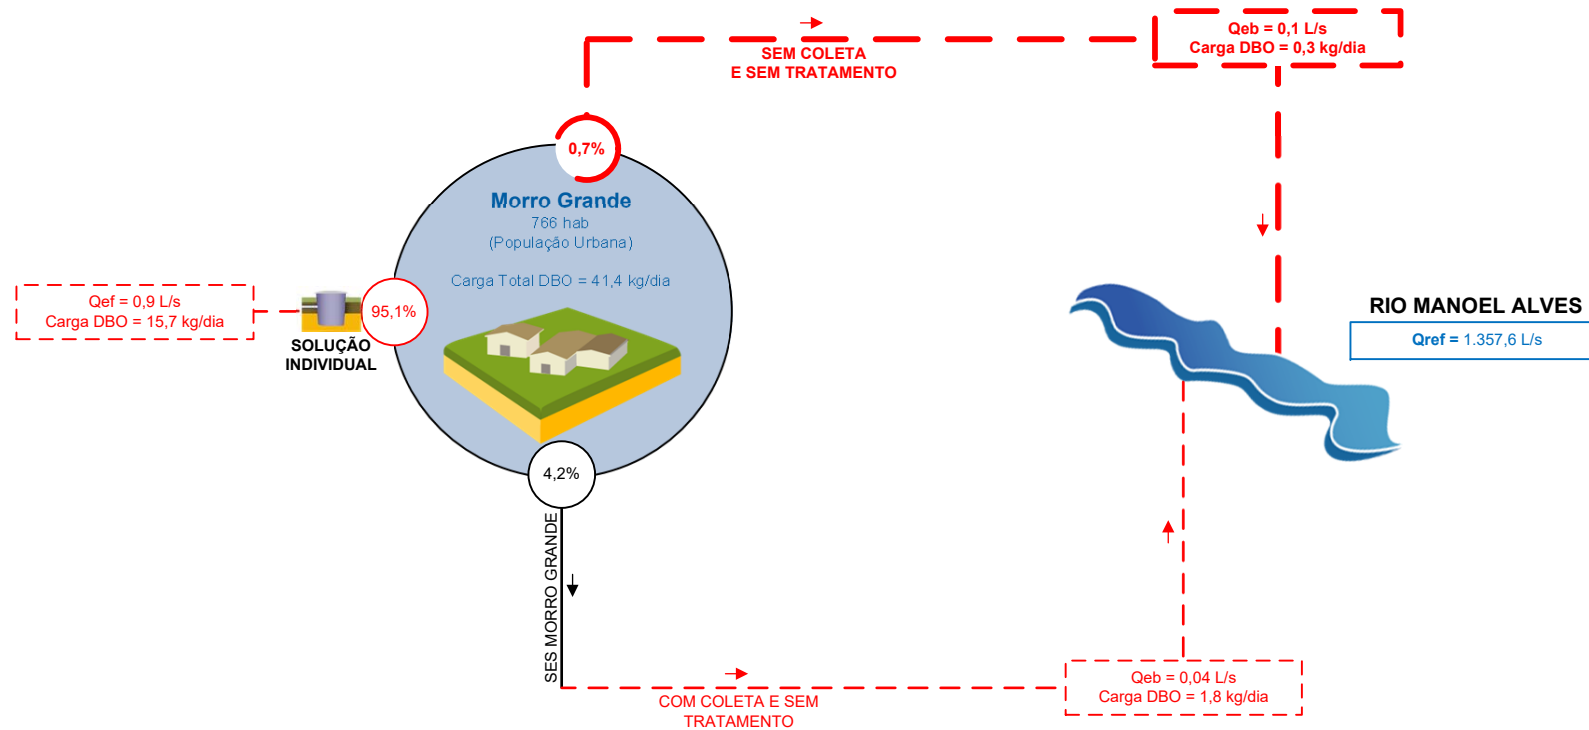 Qeb = 0,1 L/s
Carga DBO = 0,3 kg/dia
SEM COLETA
E SEM TRATAMENTO
0,7%
Morro Grande
766 hab
(População Urbana)
Carga Total DBO = 41,4 kg/dia
Qef = 0,9 L/s
Carga DBO = 15,7 kg/dia
95,1%
SOLUÇÃO
INDIVIDUAL
RIO MANOEL ALVES
Qref = 1.357,6 L/s
4,2%
SES MORRO GRANDE
COM COLETA E SEM
TRATAMENTO
Qeb = 0,04 L/s
Carga DBO = 1,8 kg/dia